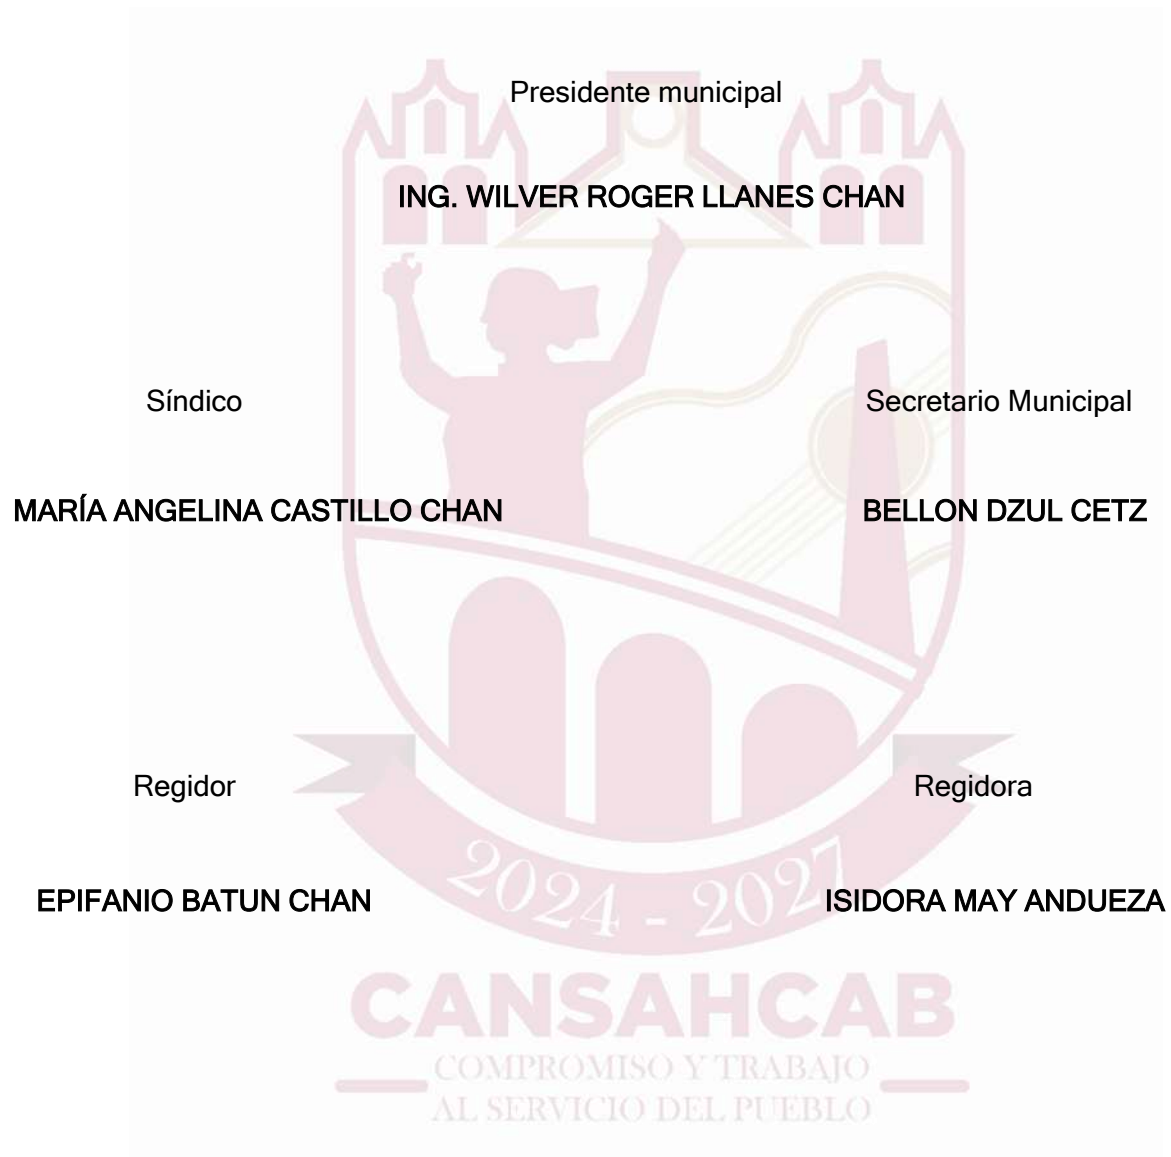 Presidente municipal
ING. WILVER ROGER LLANES CHAN
Síndico
Secretario Municipal
MARÍA ANGELINA CASTILLO CHAN
BELLON DZUL CETZ
Regidor
Regidora
EPIFANIO BATUN CHAN
ISIDORA MAY ANDUEZA
2024 - 2027
CANSAHCAB
COMPROMISO Y TRABAJO
AL SERVICIO DEL PUEBLO